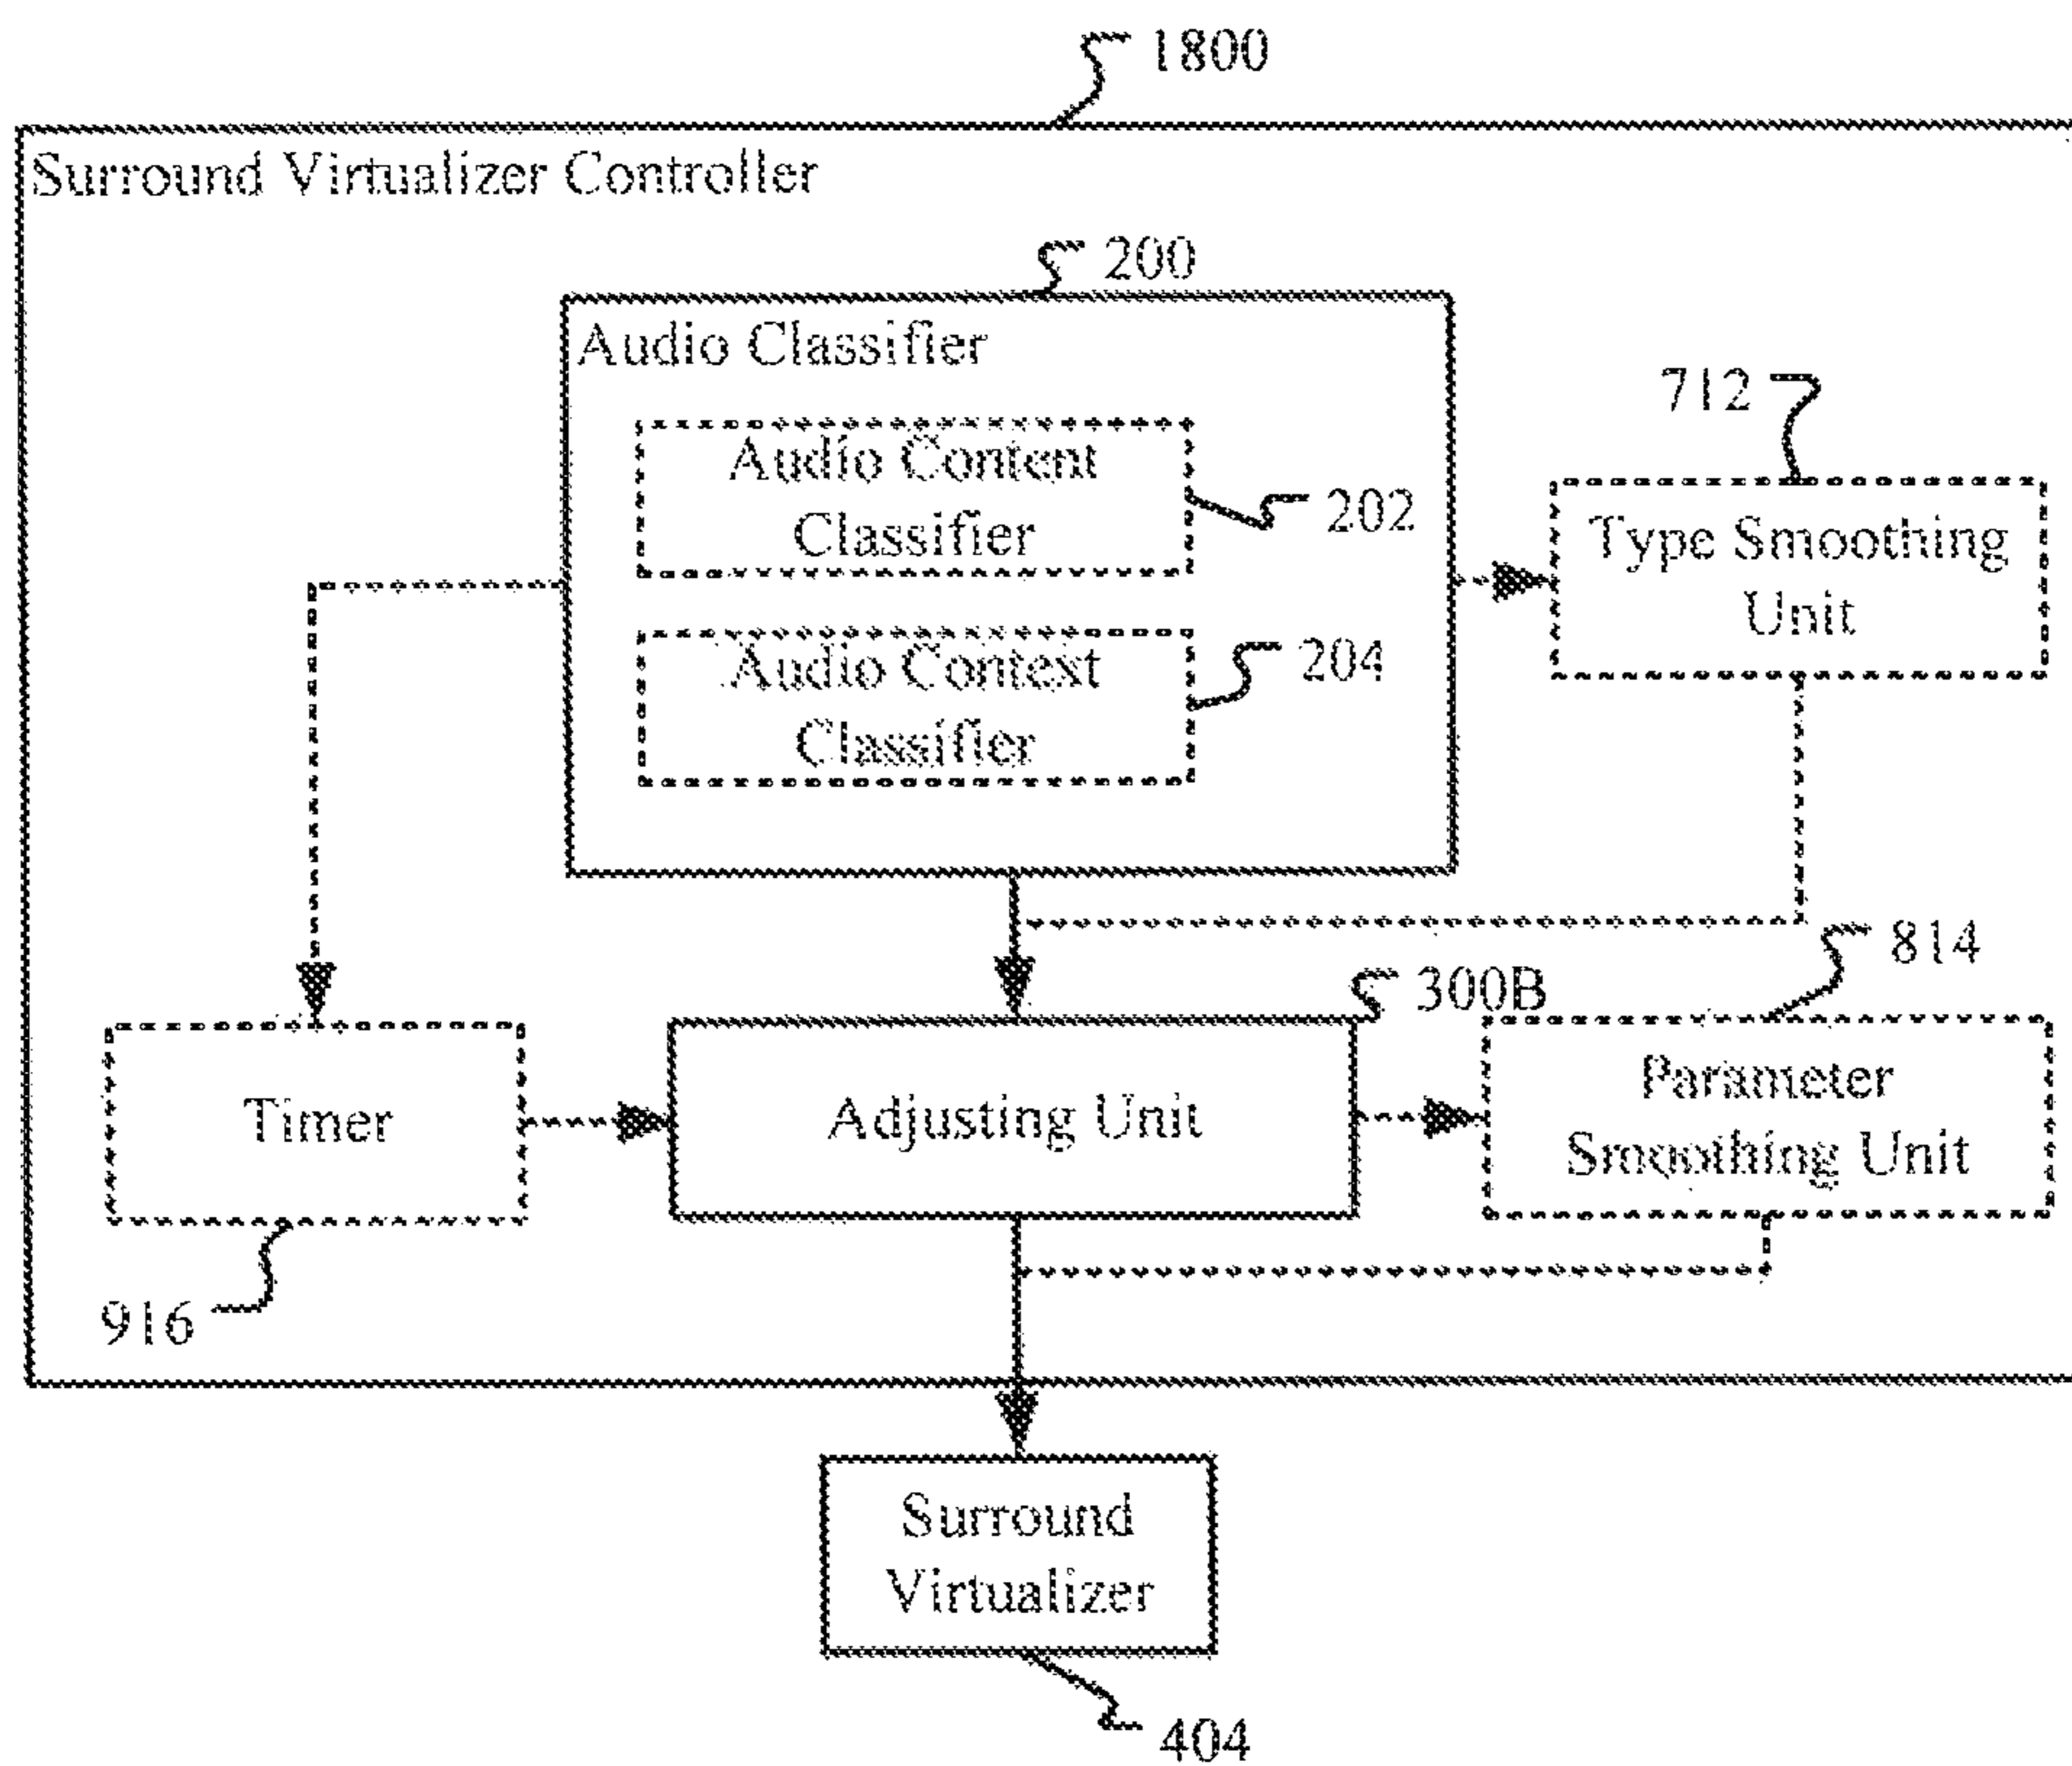 1800
Surround Virtualizer Controller
200
Audio Classifier
712
Audio Content
Classifier
202
Type Smoothing
Unit
Audio Context
Classifier
204
814
300B
Timer
Adjusting Unit
Parameter
Smoothing Unit
916
Surround
Virtualizer
404